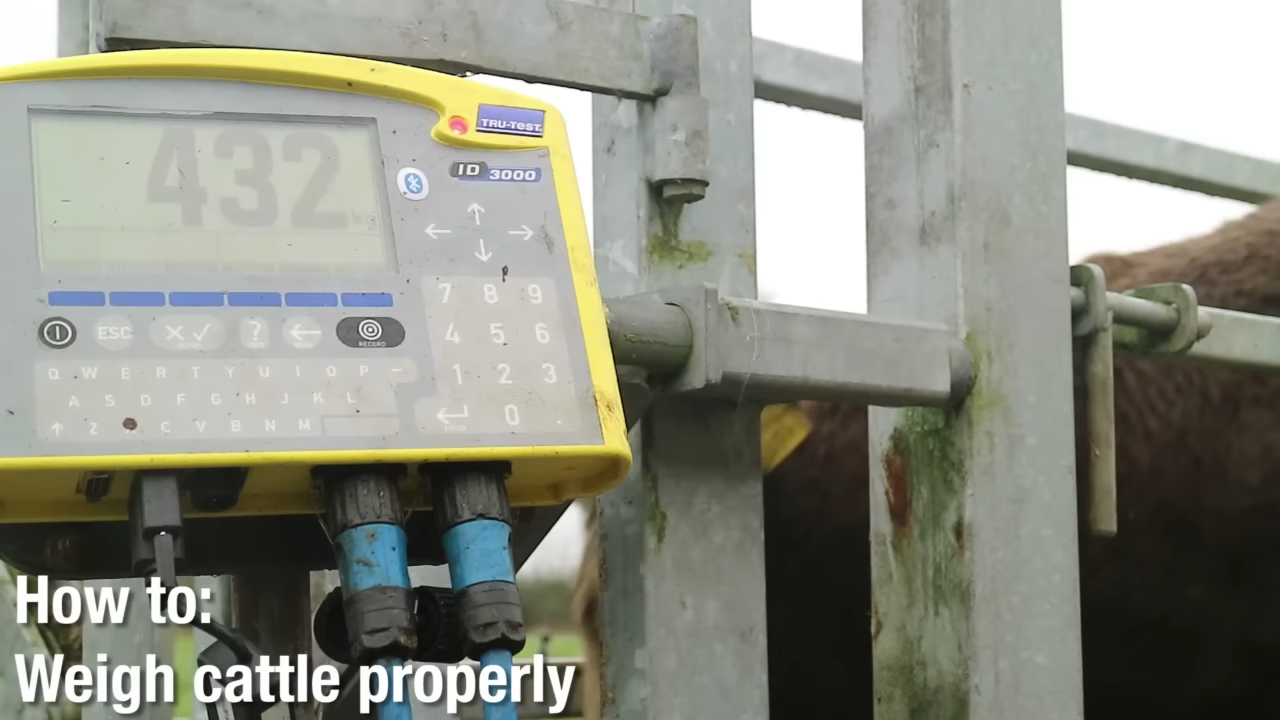 432 kg
TRU-TEST
ID 3000
7 8 9
ESC ?
RECORD
4 5 6
Q W E R T Y U I O P -
1 2 3
A S D F G H J K L
0
Z C V B N M
How to:
Weigh cattle properly